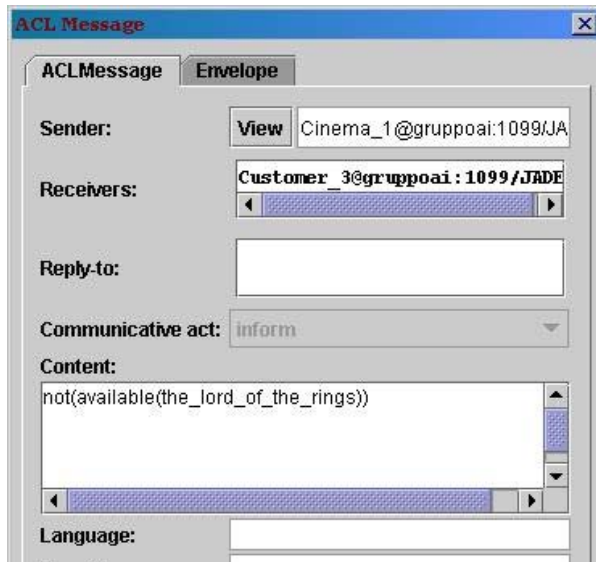 ACL Message
ACLMessage Envelope
Sender: View Cinema_1@gruppoai:1099/JA
Receivers: Customer_3@gruppoai:1099/JADE
Reply-to:
Communicative act: inform
Content:
not(available(the_lord_of_the_rings))
Language: